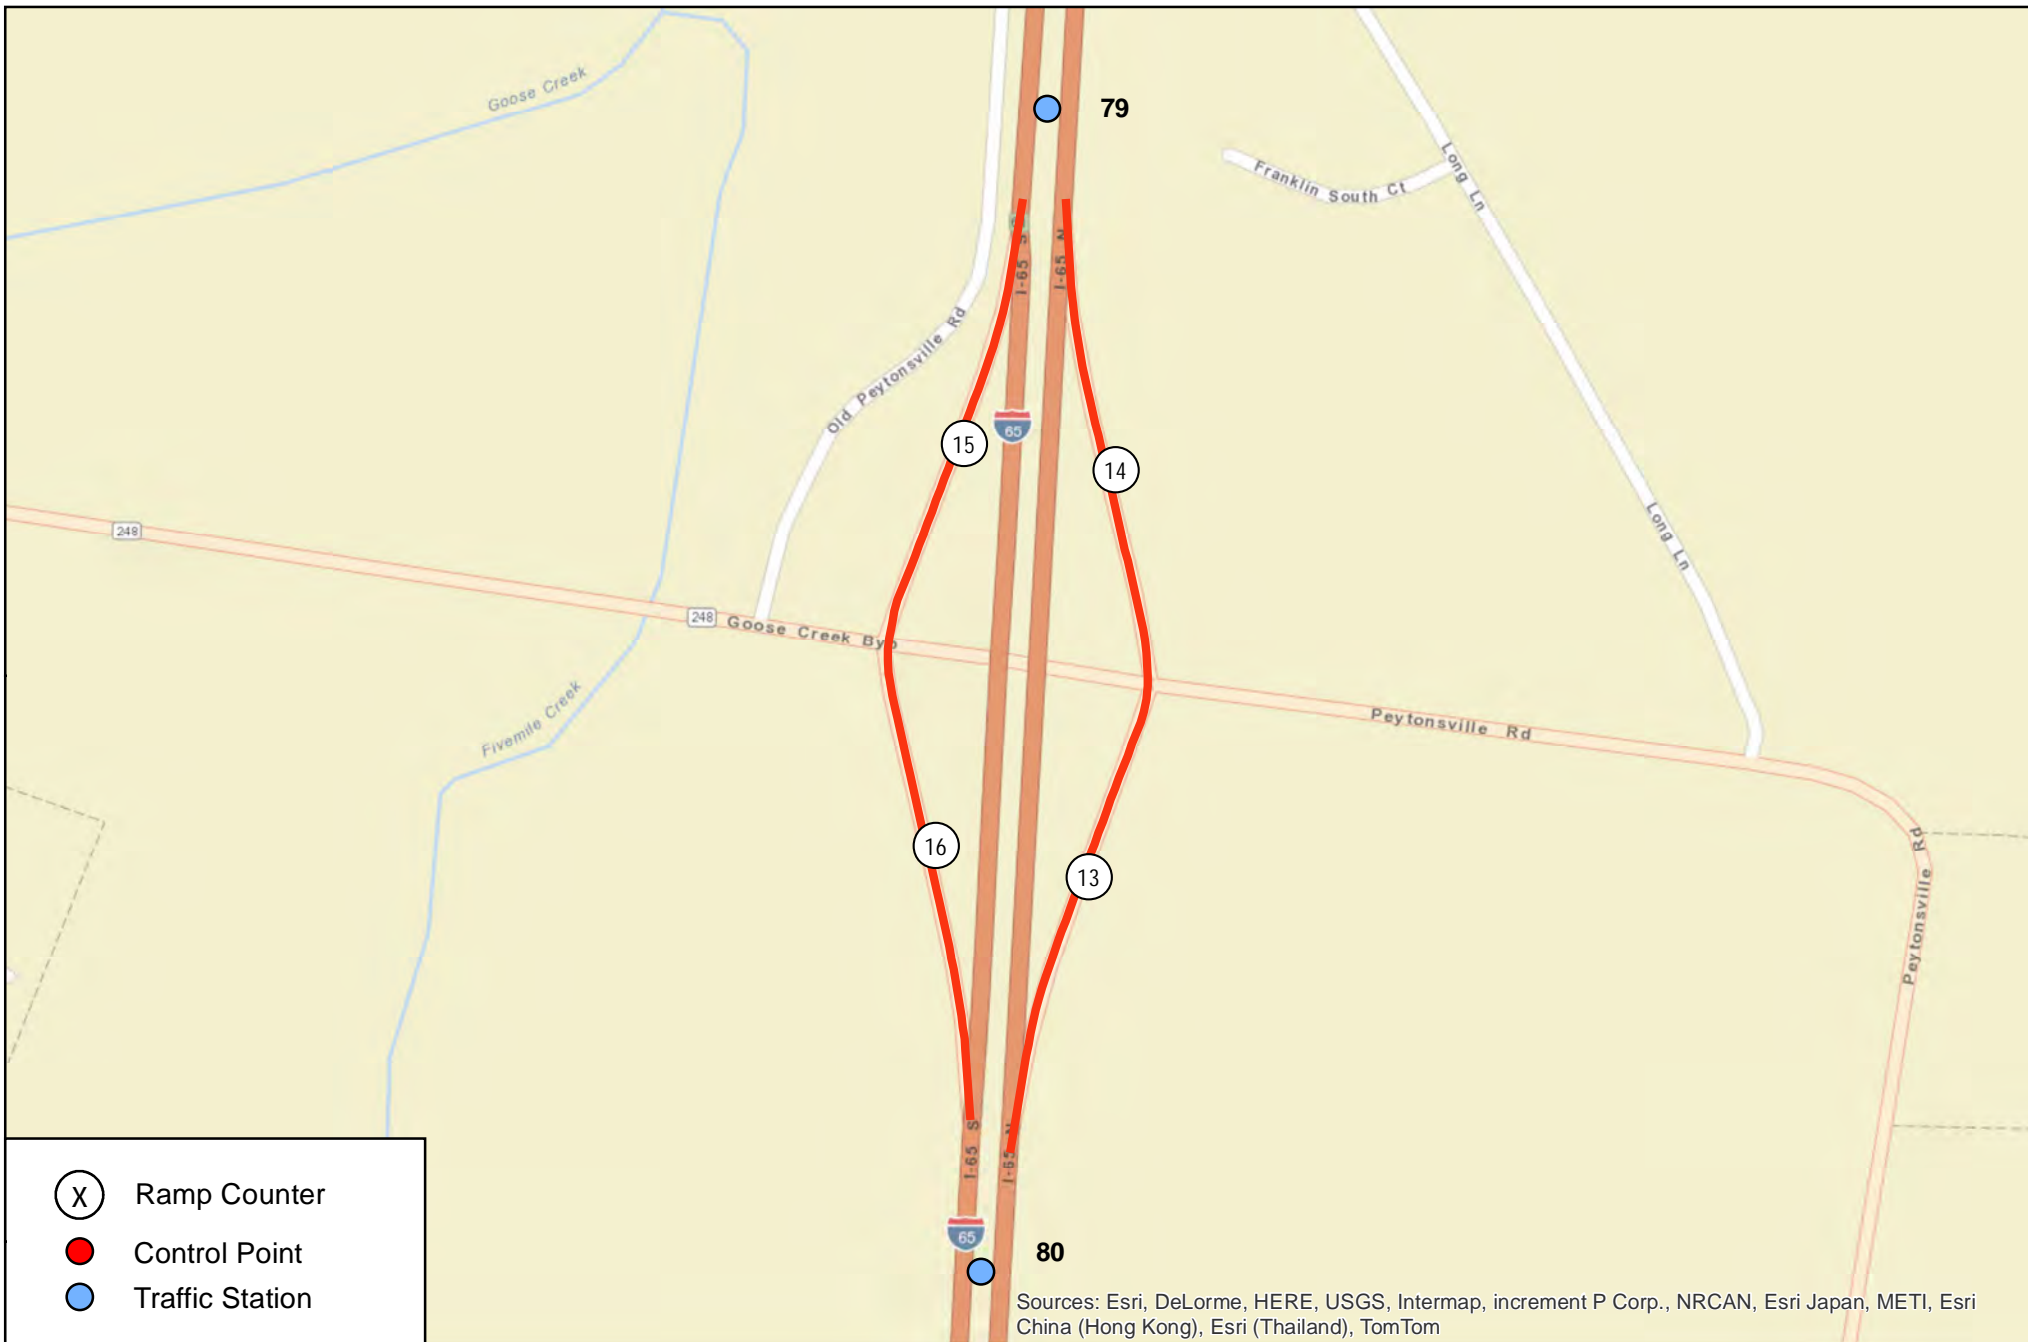 Goose Creek
79
Franklin South Ct
Long Ln
I-65 S
I-65 N
Old Peytonsville Rd
65
15
14
248
Long Ln
248
Goose Creek Byp
Fivemile Creek
Peytonsville Rd
16
13
Peytonsville Rd
I-65 S
I-65 N
X Ramp Counter
65
Control Point
80
Traffic Station
Sources: Esri, DeLorme, HERE, USGS, Intermap, increment P Corp., NRCAN, Esri Japan, METI, Esri
China (Hong Kong), Esri (Thailand), TomTom